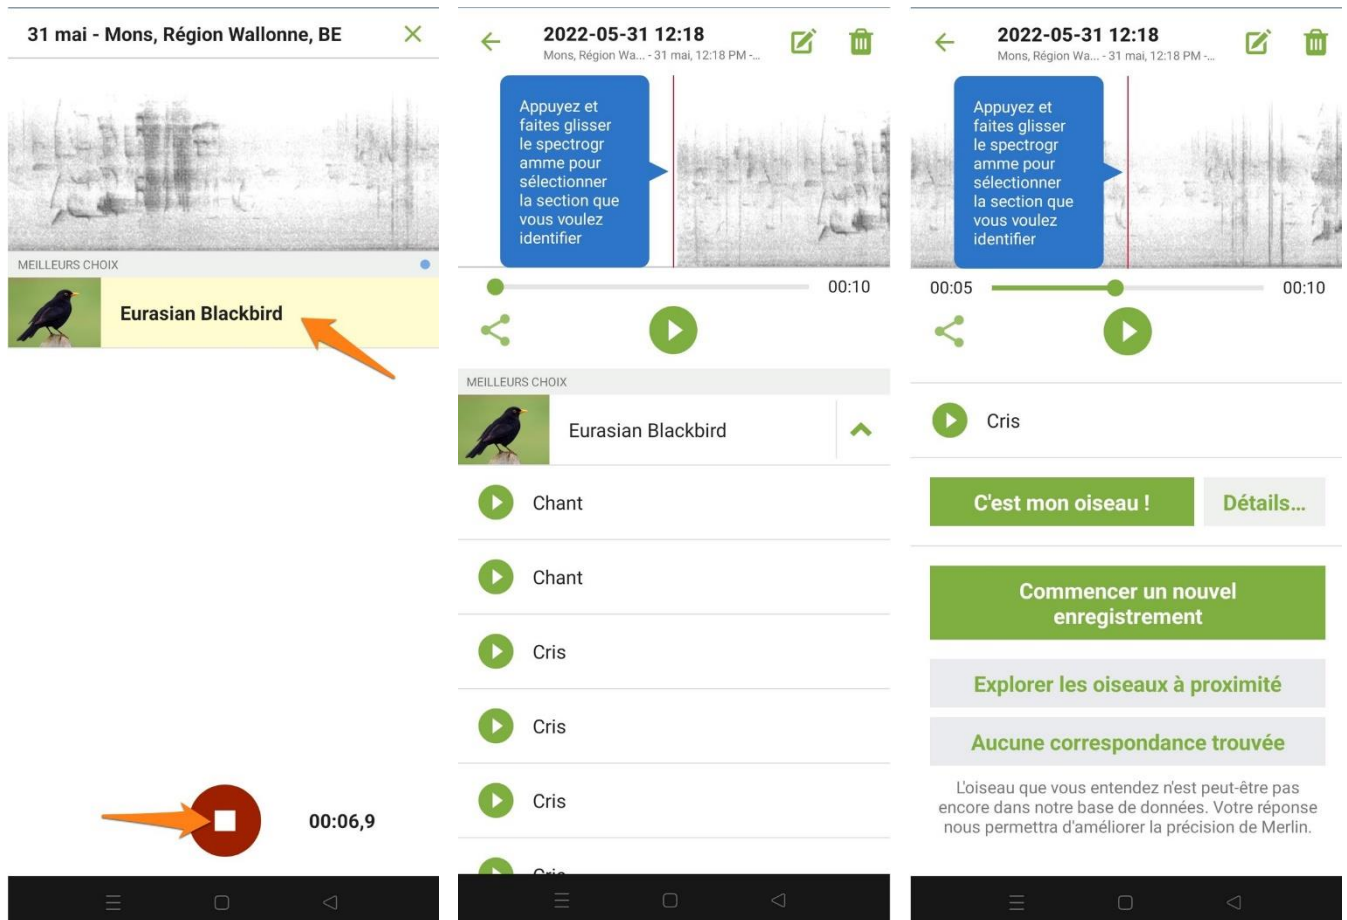 31 mai - Mons, Région Wallonne, BE
MEILLEURS CHOIX
Eurasian Blackbird
00:06,9
2022-05-31 12:18
Mons, Région Wa... - 31 mai, 12:18 PM -...
Appuyez et
faites glisser
le spectrogr
amme pour
sélectionner
la section que
vous voulez
identifier
00:10
MEILLEURS CHOIX
Eurasian Blackbird
Chant
Chant
Cris
Cris
Cris
Cris
2022-05-31 12:18
Mons, Région Wa... - 31 mai, 12:18 PM -...
Appuyez et
faites glisser
le spectrogr
amme pour
sélectionner
la section que
vous voulez
identifier
00:05 00:10
Cris
C'est mon oiseau ! Détails...
Commencer un nouvel
enregistrement
Explorer les oiseaux à proximité
Aucune correspondance trouvée
L'oiseau que vous entendez n'est peut-être pas
encore dans notre base de données. Votre réponse
nous permettra d'améliorer la précision de Merlin.